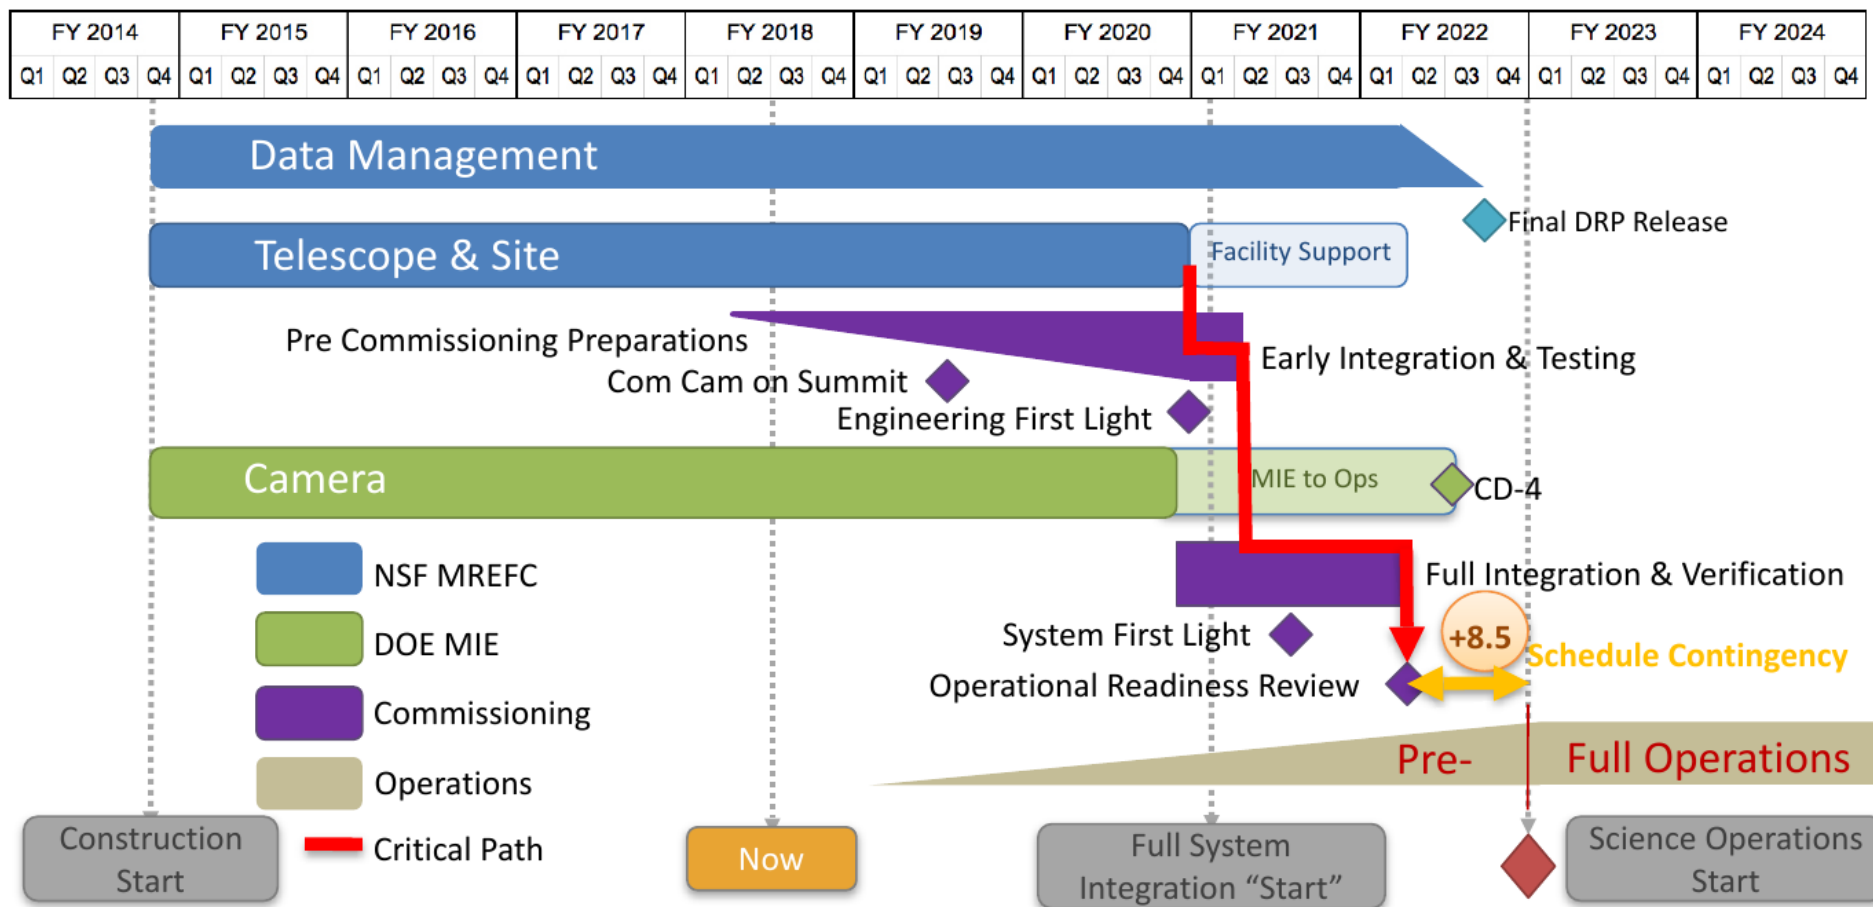 FY 2014 FY 2015 FY 2016 FY 2017 FY 2018 FY 2019 FY 2020 FY 2021 FY 2022 FY 2023 FY 2024
Q1 Q2 Q3 Q4 Q1 Q2 Q3 Q4 Q1 Q2 Q3 Q4 Q1 Q2 Q3 Q4 Q1 Q2 Q3 Q4 Q1 Q2 Q3 Q4 Q1 Q2 Q3 Q4 Q1 Q2 Q3 Q4 Q1 Q2 Q3 Q4 Q1 Q2 Q3 Q4 Q1 Q2 Q3 Q4
Data Management
Final DRP Release
Telescope & Site
Facility Support
Pre Commissioning Preparations
Early Integration & Testing
Com Cam on Summit
Engineering First Light
Camera
MIE to Ops
CD-4
NSF MREFC
Full Integration & Verification
DOE MIE
System First Light
+8.5
Schedule Contingency
Operational Readiness Review
Commissioning
Pre-
Full Operations
Operations
Critical Path
Construction
Start
Now
Full System
Integration “Start”
Science Operations
Start